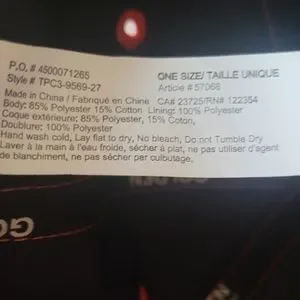 P.O. # 4500071265
ONE SIZE/ TAILLE UNIQUE
Style # TPC3-9569-27
Article # 57068
Made in China / Fabriqué en Chine CA# 23725/RN# 122354
Body: 85% Polyester 15% Cotton Lining: 100% Polyester
Coque extérieure: 85% Polyester, 15% Coton,
Doublure: 100% Polyester
Hand wash cold, Lay flat to dry, No bleach, Do not Tumble Dry
Laver à la main à l'eau froide, sécher à plat, ne pas utiliser d'agent
de blanchiment, ne pas sécher par culbutage.
GO